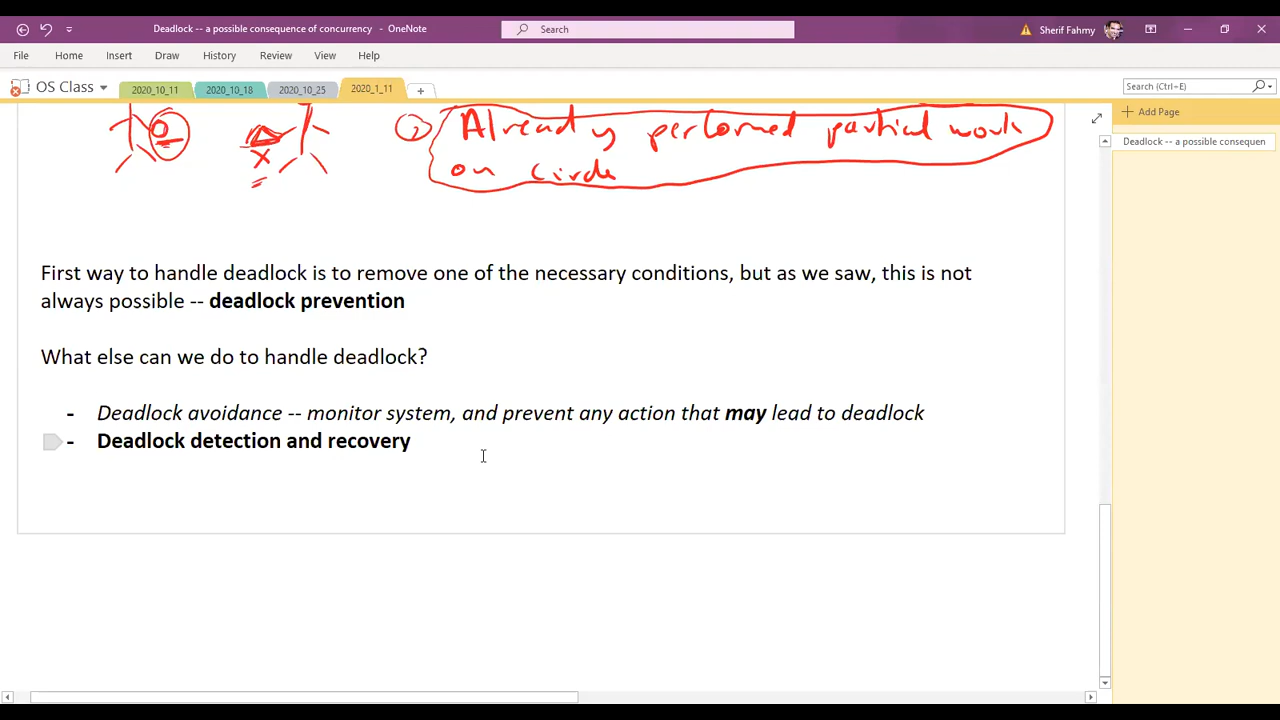 Deadlock -- a possible consequence of concurrency - OneNote
Search
Sherif Fahmy
File Home Insert Draw History Review View Help
OS Class
2020_10_11
2020_10_18
2020_10_25
2020_1_11
Search (Ctrl+E)
Add Page
Deadlock -- a possible consequen
② Already performed partial work
on circle
First way to handle deadlock is to remove one of the necessary conditions, but as we saw, this is not
always possible -- deadlock prevention
What else can we do to handle deadlock?
- Deadlock avoidance -- monitor system, and prevent any action that may lead to deadlock
- Deadlock detection and recovery